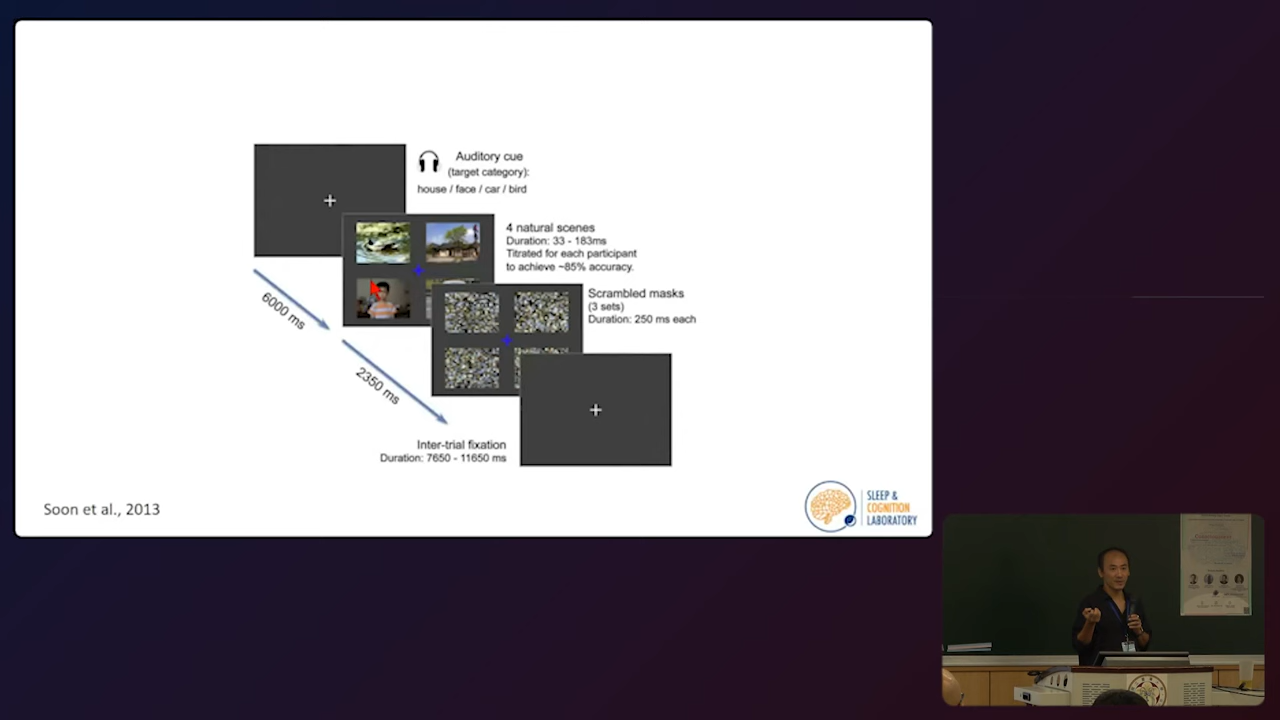 Auditory cue
(target category):
house / face / car / bird
4 natural scenes
Duration: 33 - 183ms
Titrated for each participant
to achieve ~85% accuracy.
Scrambled masks
(3 sets)
Duration: 250 ms each
6000 ms
2350 ms
Inter-trial fixation
Duration: 7650 - 11650 ms
Soon et al., 2013
SLEEP &
COGNITION
LABORATORY